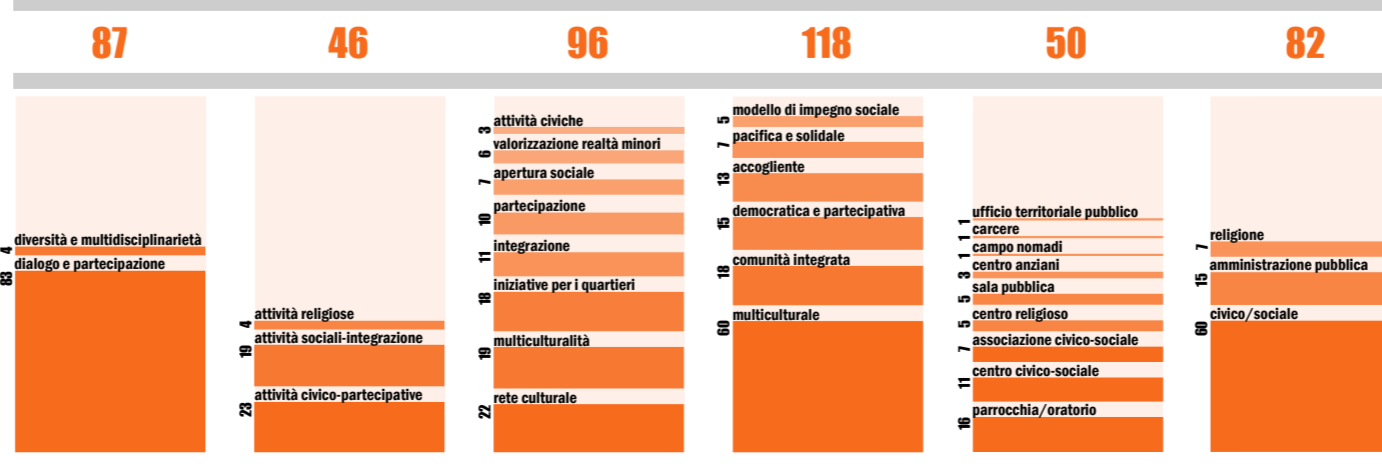 87 46 96 118 50 82
4 diversità e multidisciplinarietà
83 dialogo e partecipazione
4 attività religiose
19 attività sociali-integrazione
23 attività civico-partecipative
3 attività civiche
6 valorizzazione realtà minori
7 apertura sociale
10 partecipazione
11 integrazione
18 iniziative per i quartieri
19 multiculturalità
22 rete culturale
5 modello di impegno sociale
7 pacifica e solidale
13 accogliente
15 democratica e partecipativa
18 comunità integrata
60 multiculturale
1 ufficio territoriale pubblico
1 carcere
1 campo nomadi
3 centro anziani
5 sala pubblica
5 centro religioso
7 associazione civico-sociale
11 centro civico-sociale
16 parrocchia/oratorio
7 religione
15 amministrazione pubblica
60 civico/sociale